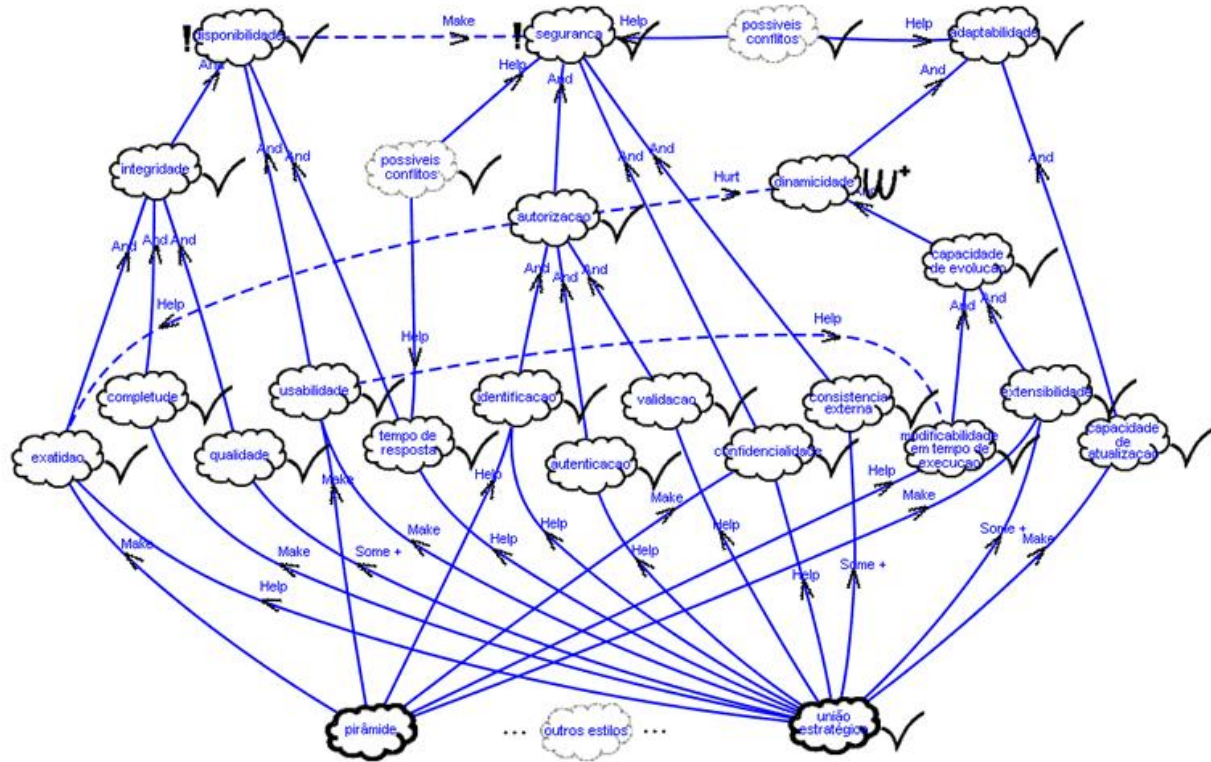 ! disponibilidade
Make
! segurança
Help
possiveis
conflitos
Help
adaptabilidade
And
Help
And
And
integridade
And
And
possiveis
conflitos
And
And
Hurt
dinamicidade
W+
And
autorizacao
capacidade
de evolucao
And
And
And
And
And
And
And
And
Help
Help
Help
completude
usabilidade
identificacao
validacao
consistencia
externa
extensibilidade
exatidao
qualidade
tempo de
resposta
autenticacao
confidencialidade
modificabilidade
em tempo de
execucao
capacidade
de
atualizacao
Make
Help
Make
Help
Make
Make
Make
Some +
Make
Help
Help
Help
Help
Help
Some +
Some +
Make
Help
pirâmide
...
outros estilos
...
união
estratégica